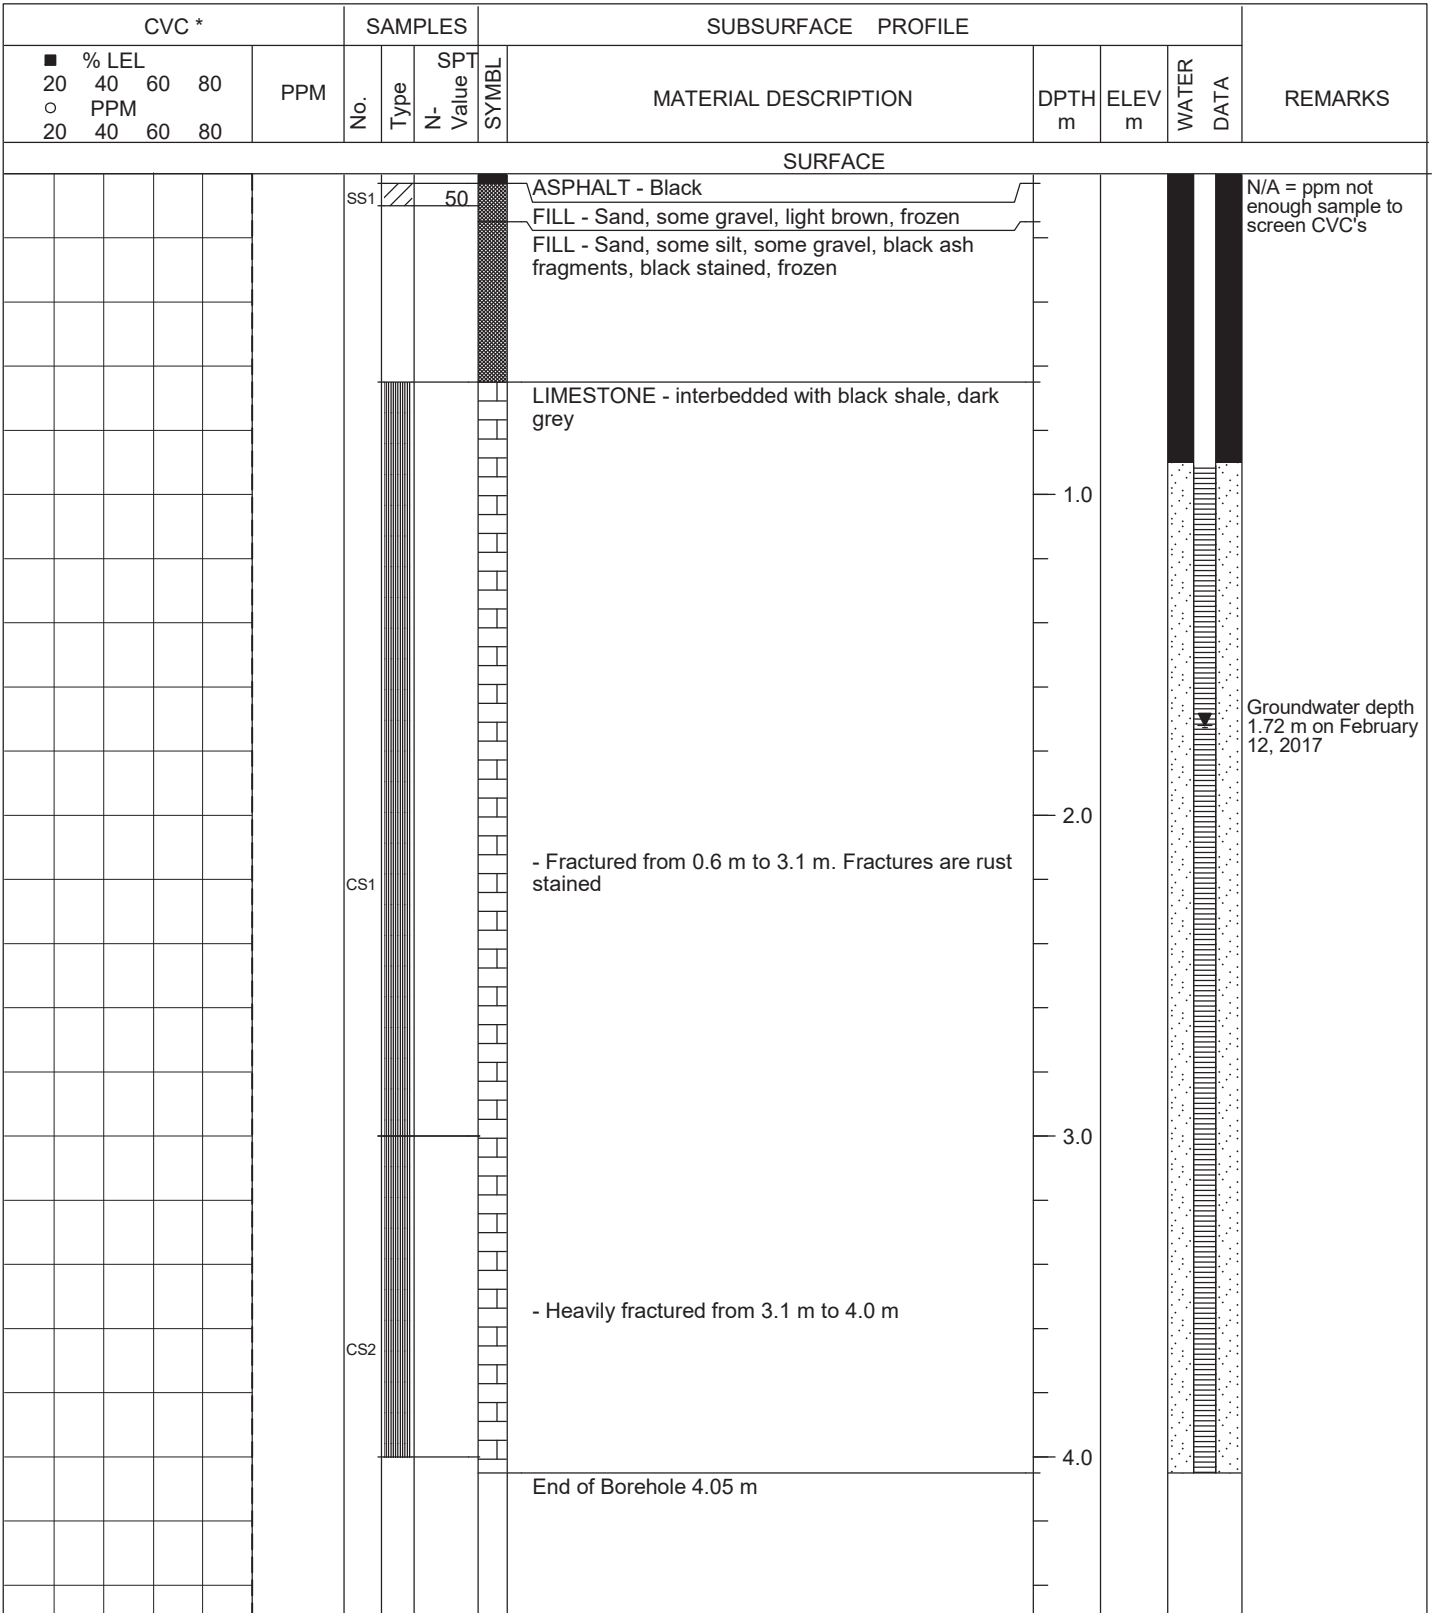 CVC *
SAMPLES
SUBSURFACE PROFILE
% LEL
20 40 60 80
PPM
20 40 60 80
PPM
No.
Type
SPT
N-
Value
SYMBL
MATERIAL DESCRIPTION
DPTH
m
ELEV
m
WATER
DATA
REMARKS
SURFACE
SS1
50
ASPHALT - Black
FILL - Sand, some gravel, light brown, frozen
FILL - Sand, some silt, some gravel, black ash
fragments, black stained, frozen
N/A = ppm not
enough sample to
screen CVC's
LIMESTONE - interbedded with black shale, dark
grey
1.0
Groundwater depth
1.72 m on February
12, 2017
2.0
CS1
- Fractured from 0.6 m to 3.1 m. Fractures are rust
stained
3.0
- Heavily fractured from 3.1 m to 4.0 m
CS2
4.0
End of Borehole 4.05 m